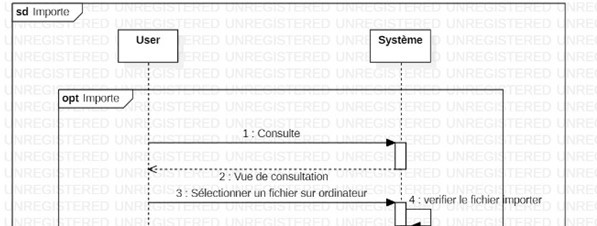 sd Importe
User
Système
opt Importe
1 : Consulte
2 : Vue de consultation
3 : Sélectionner un fichier sur ordinateur
4 : verifier le fichier importer
UNREGISTERED